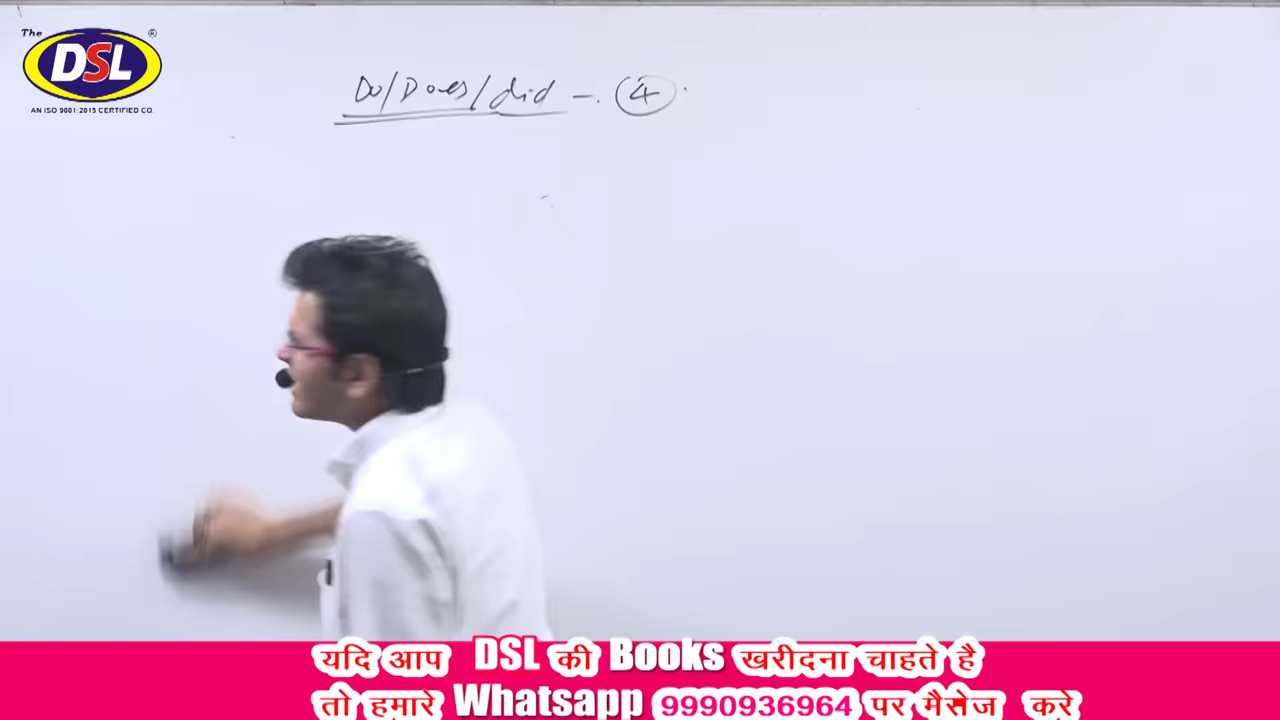 The
®
DSL
AN ISO 9001:2015 CERTIFIED CO.
Do/Does/did - . 4
यदि आप DSL की Books खरीदना चाहते है
तो हमारे Whatsapp 9990936964 पर मैसेज करे